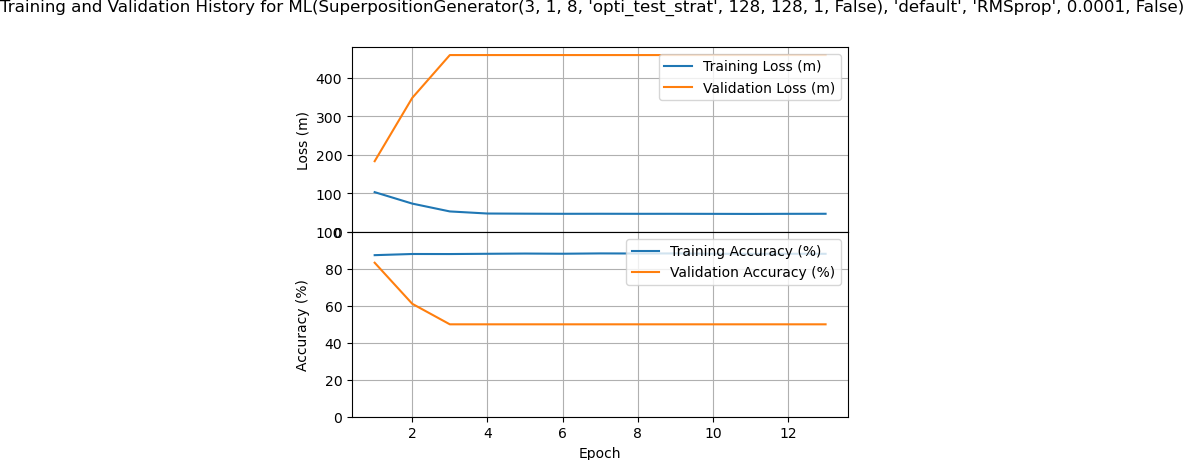 Training and Validation History for ML(SuperpositionGenerator(3, 1, 8, 'opti_test_strat', 128, 128, 1, False), 'default', 'RMSprop', 0.0001, False)
400
300
200
100
0
Loss (m)
Training Loss (m)
Validation Loss (m)
100
80
60
40
20
0
Accuracy (%)
Training Accuracy (%)
Validation Accuracy (%)
2 4 6 8 10 12
Epoch